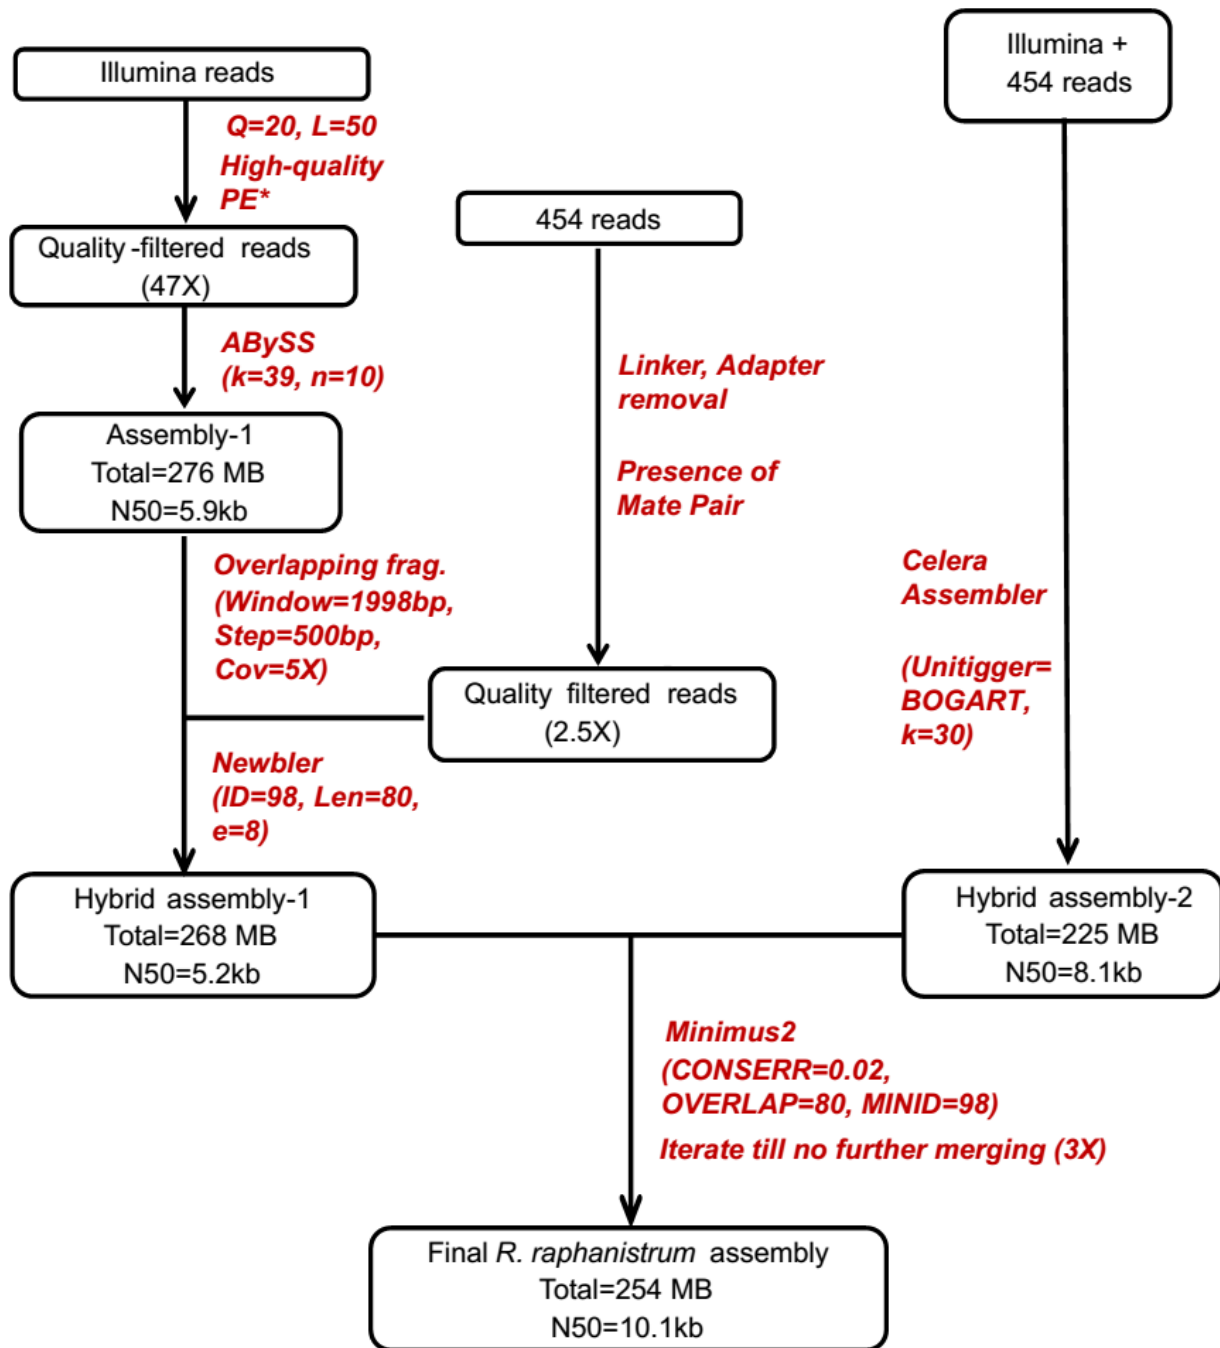 Illumina reads
Q=20, L=50
High-quality
PE*
Quality-filtered reads
(47X)
ABySS
(k=39, n=10)
Assembly-1
Total=276 MB
N50=5.9kb
Overlapping frag.
(Window=1998bp,
Step=500bp,
Cov=5X)
454 reads
Linker, Adapter
removal
Presence of
Mate Pair
Quality filtered reads
(2.5X)
Newbler
(ID=98, Len=80,
e=8)
Hybrid assembly-1
Total=268 MB
N50=5.2kb
Illumina +
454 reads
Celera
Assembler
(Unitigger=
BOGART,
k=30)
Hybrid assembly-2
Total=225 MB
N50=8.1kb
Minimus2
(CONSERR=0.02,
OVERLAP=80, MINID=98)
Iterate till no further merging (3X)
Final R. raphanistrum assembly
Total=254 MB
N50=10.1kb